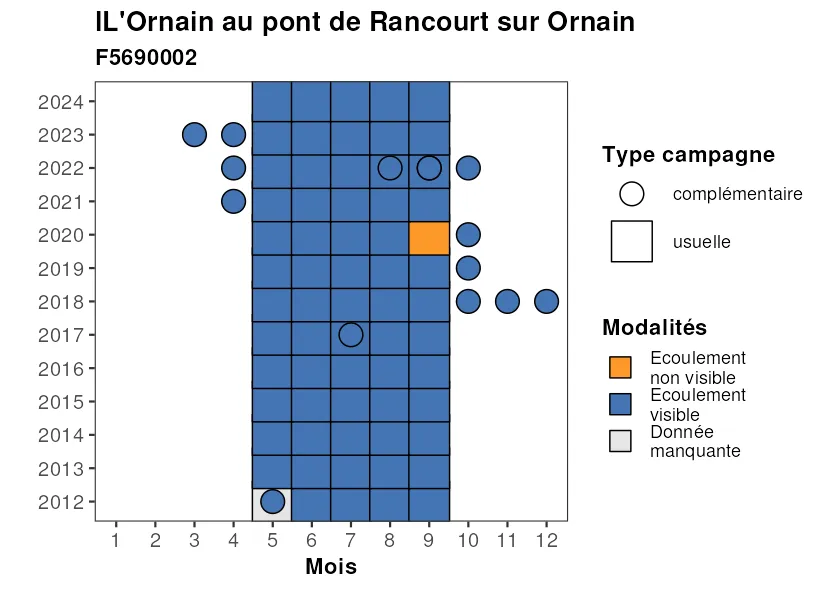 IL'Ornain au pont de Rancourt sur Ornain
F5690002
2024
2023
2022
2021
2020
2019
2018
2017
2016
2015
2014
2013
2012
1 2 3 4 5 6 7 8 9 10 11 12
Mois
Type campagne
complémentaire
usuelle
Modalités
Ecoulement
non visible
Ecoulement
visible
Donnée
manquante